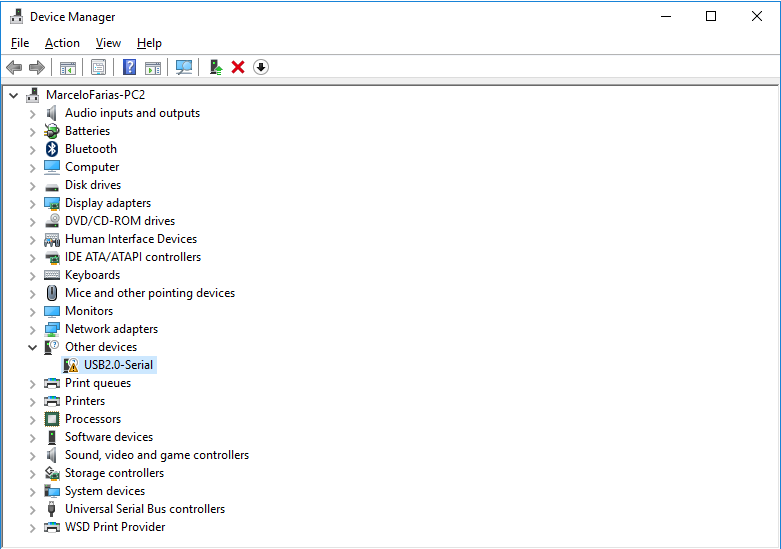 Device Manager
File Action View Help
MarceloFarias-PC2
Audio inputs and outputs
Batteries
Bluetooth
Computer
Disk drives
Display adapters
DVD/CD-ROM drives
Human Interface Devices
IDE ATA/ATAPI controllers
Keyboards
Mice and other pointing devices
Monitors
Network adapters
Other devices
USB2.0-Serial
Print queues
Printers
Processors
Software devices
Sound, video and game controllers
Storage controllers
System devices
Universal Serial Bus controllers
WSD Print Provider